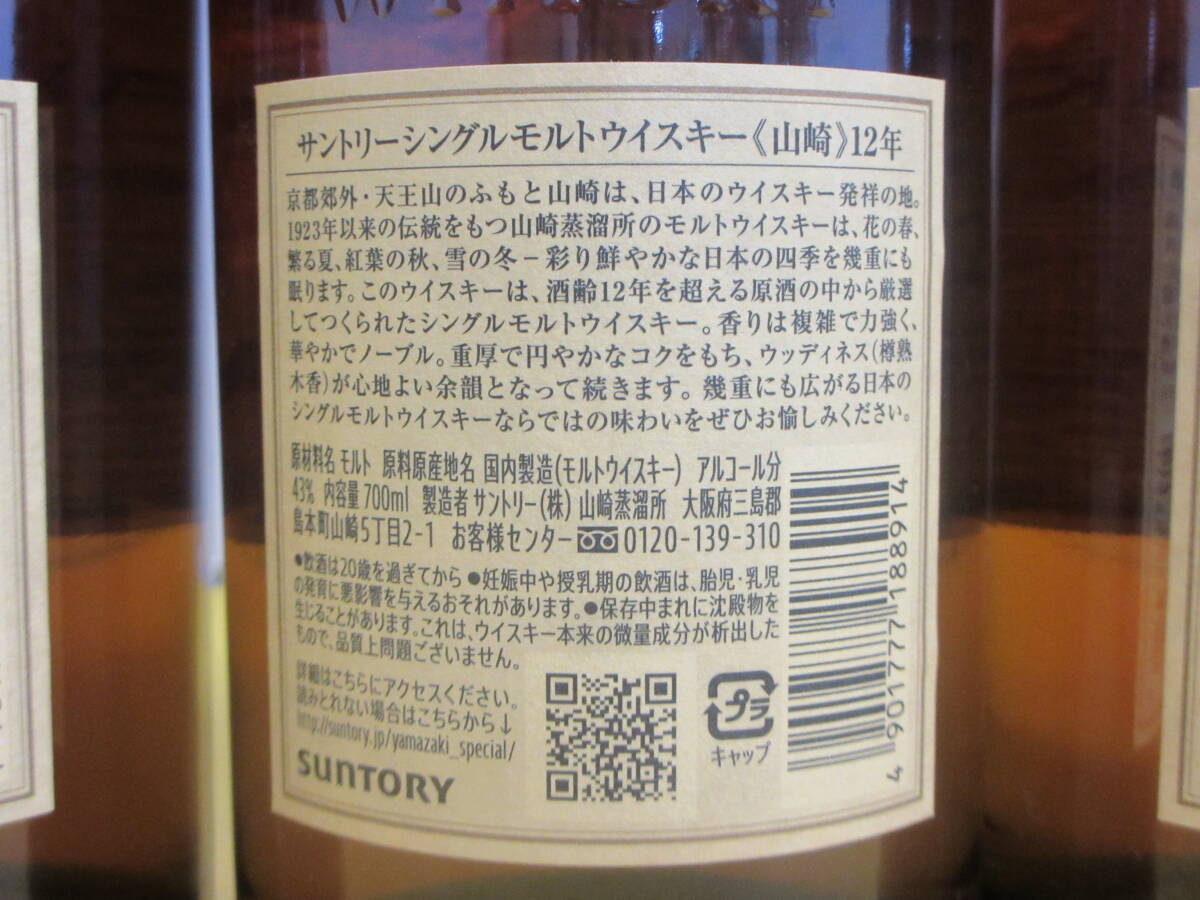 サントリーシングルモルトウイスキー《山崎》12年
京都郊外・天王山のふもと山崎は、日本のウイスキー発祥の地。
1923年以来の伝統をもつ山崎蒸溜所のモルトウイスキーは、花の春、
繁る夏、紅葉の秋、雪の冬−彩り鮮やかな日本の四季を幾重にも
眠ります。このウイスキーは、酒齢12年を超える原酒の中から厳選
してつくられたシングルモルトウイスキー。香りは複雑で力強く、
華やかでノーブル。重厚で円やかなコクをもち、ウッディネス(樽熟
木香)が心地よい余韻となって続きます。幾重にも広がる日本の
シングルモルトウイスキーならではの味わいをぜひお愉しみください。
原材料名 モルト 原料原産地名 国内製造(モルトウイスキー) アルコール分
43% 内容量 700ml 製造者 サントリー(株) 山崎蒸溜所 大阪府三島郡
島本町山崎5丁目2-1 お客様センター 0120-139-310
●飲酒は20歳を過ぎてから ●妊娠中や授乳期の飲酒は、胎児・乳児
の発育に悪影響を与えるおそれがあります。●保存中まれに沈殿物を
生じることがあります。これは、ウイスキー本来の微量成分が析出した
もので、品質上問題ございません。
詳細はこちらにアクセスください。
読みとれない場合はこちらから↓
http://suntory.jp/yamazaki_special/
SUNTORY
プラ
キャップ
4 901777 188914